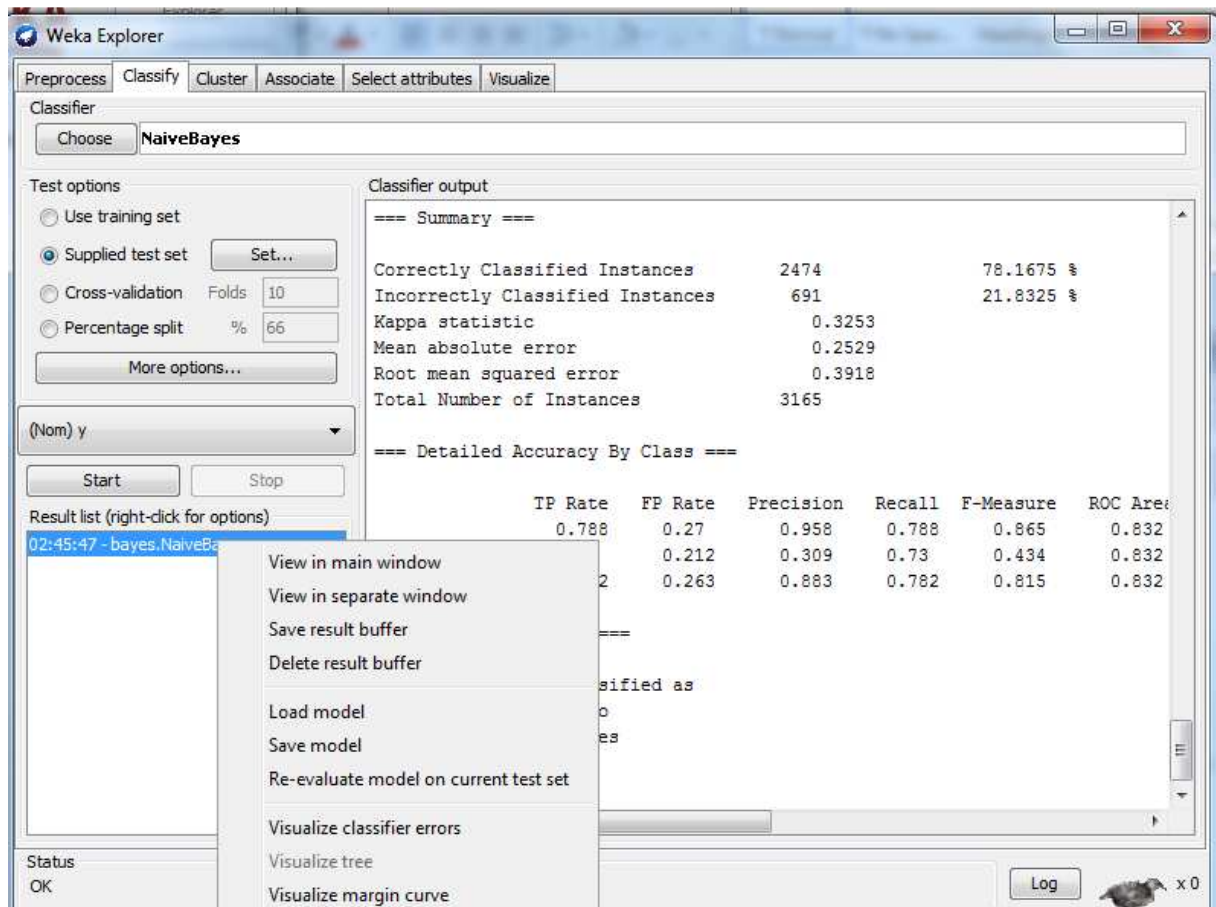 Weka Explorer
Preprocess Classify Cluster Associate Select attributes Visualize
Classifier
Choose NaiveBayes
Test options
Use training set
Supplied test set Set...
Cross-validation Folds 10
Percentage split % 66
More options...
(Nom) y
Start Stop
Result list (right-click for options)
02:45:47 - bayes.NaiveBa
Classifier output
=== Summary ===
Correctly Classified Instances 2474 78.1675 %
Incorrectly Classified Instances 691 21.8325 %
Kappa statistic 0.3253
Mean absolute error 0.2529
Root mean squared error 0.3918
Total Number of Instances 3165
=== Detailed Accuracy By Class ===
TP Rate FP Rate Precision Recall F-Measure ROC Area
0.788 0.27 0.958 0.788 0.865 0.832
0.212 0.309 0.73 0.434 0.832
2 0.263 0.883 0.782 0.815 0.832
===
sified as
o
es
View in main window
View in separate window
Save result buffer
Delete result buffer
Load model
Save model
Re-evaluate model on current test set
Visualize classifier errors
Visualize tree
Visualize margin curve
Status
OK
Log x 0